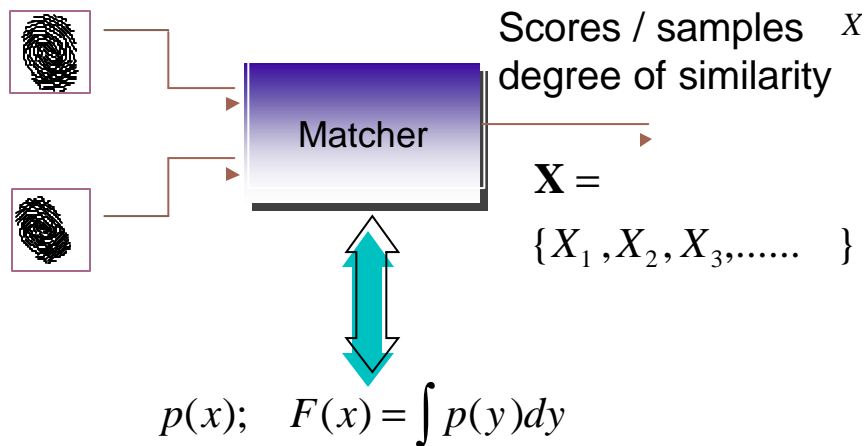 Scores / samples X
degree of similarity
Matcher
X =
{X₁, X₂, X₃,...... }
p(x); F(x) = ∫ p(y)dy